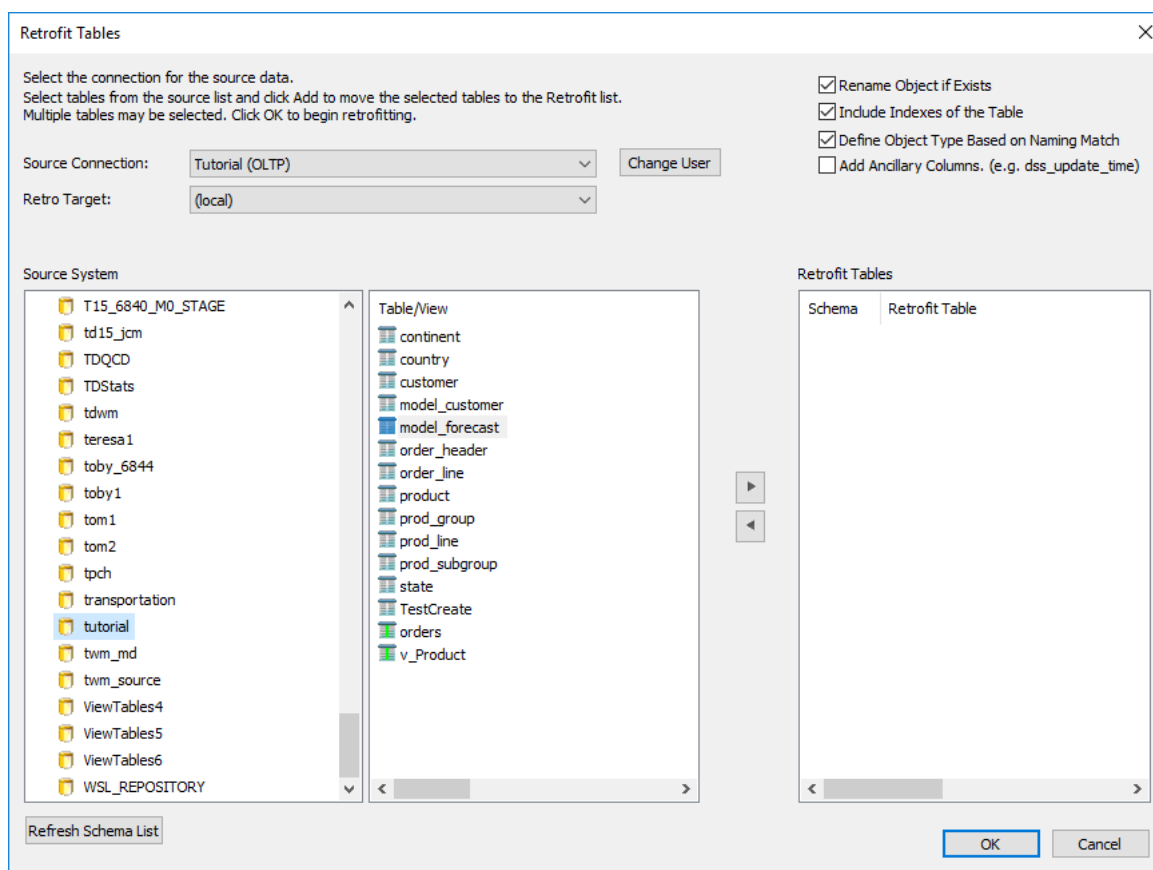 Retrofit Tables
Select the connection for the source data.
Select tables from the source list and click Add to move the selected tables to the Retrofit list.
Multiple tables may be selected. Click OK to begin retrofitting.
Rename Object if Exists
Include Indexes of the Table
Define Object Type Based on Naming Match
Add Ancillary Columns. (e.g. dss_update_time)
Source Connection:
Tutorial (OLTP)
Change User
Retro Target:
(local)
Source System
T15_6840_M0_STAGE
td15_jcm
TDQCD
TDStats
tdwm
teresa1
toby_6844
toby1
tom1
tom2
tpch
transportation
tutorial
twm_md
twm_source
ViewTables4
ViewTables5
ViewTables6
WSL_REPOSITORY
Table/View
continent
country
customer
model_customer
model_forecast
order_header
order_line
product
prod_group
prod_line
prod_subgroup
state
TestCreate
orders
v_Product
Retrofit Tables
Schema Retrofit Table
Refresh Schema List
OK
Cancel